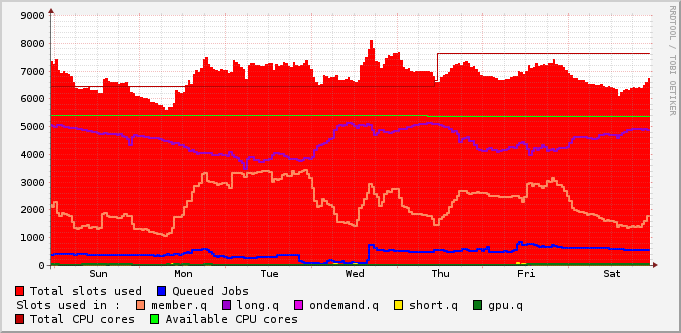 9000
8000
7000
6000
5000
4000
3000
2000
1000
0
Sun Mon Tue Wed Thu Fri Sat
Total slots used Queued Jobs
Slots used in : member.q long.q ondemand.q short.q gpu.q
Total CPU cores Available CPU cores
RRDTOOL / TOBI OETIKER